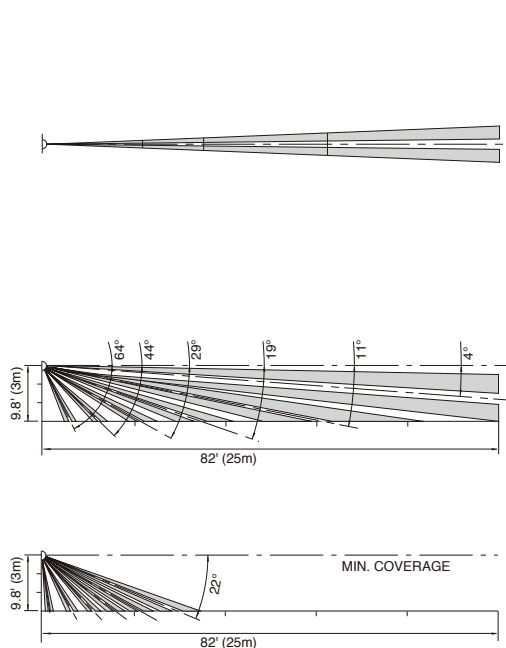 64° 44° 29° 19° 11° 4°
9.8' (3m)
82' (25m)
MIN. COVERAGE
9.8' (3m)
22°
82' (25m)